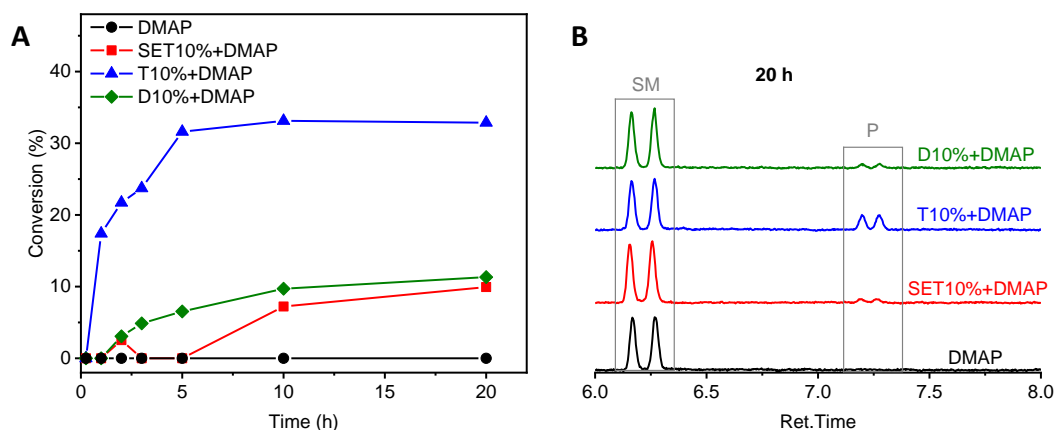 A
DMAP
SET10%+DMAP
T10%+DMAP
D10%+DMAP
Conversion (%)
40
30
20
10
0
0
5
10
15
20
Time (h)
B
20 h
SM
P
D10%+DMAP
T10%+DMAP
SET10%+DMAP
DMAP
6.0
6.5
7.0
7.5
8.0
Ret.Time